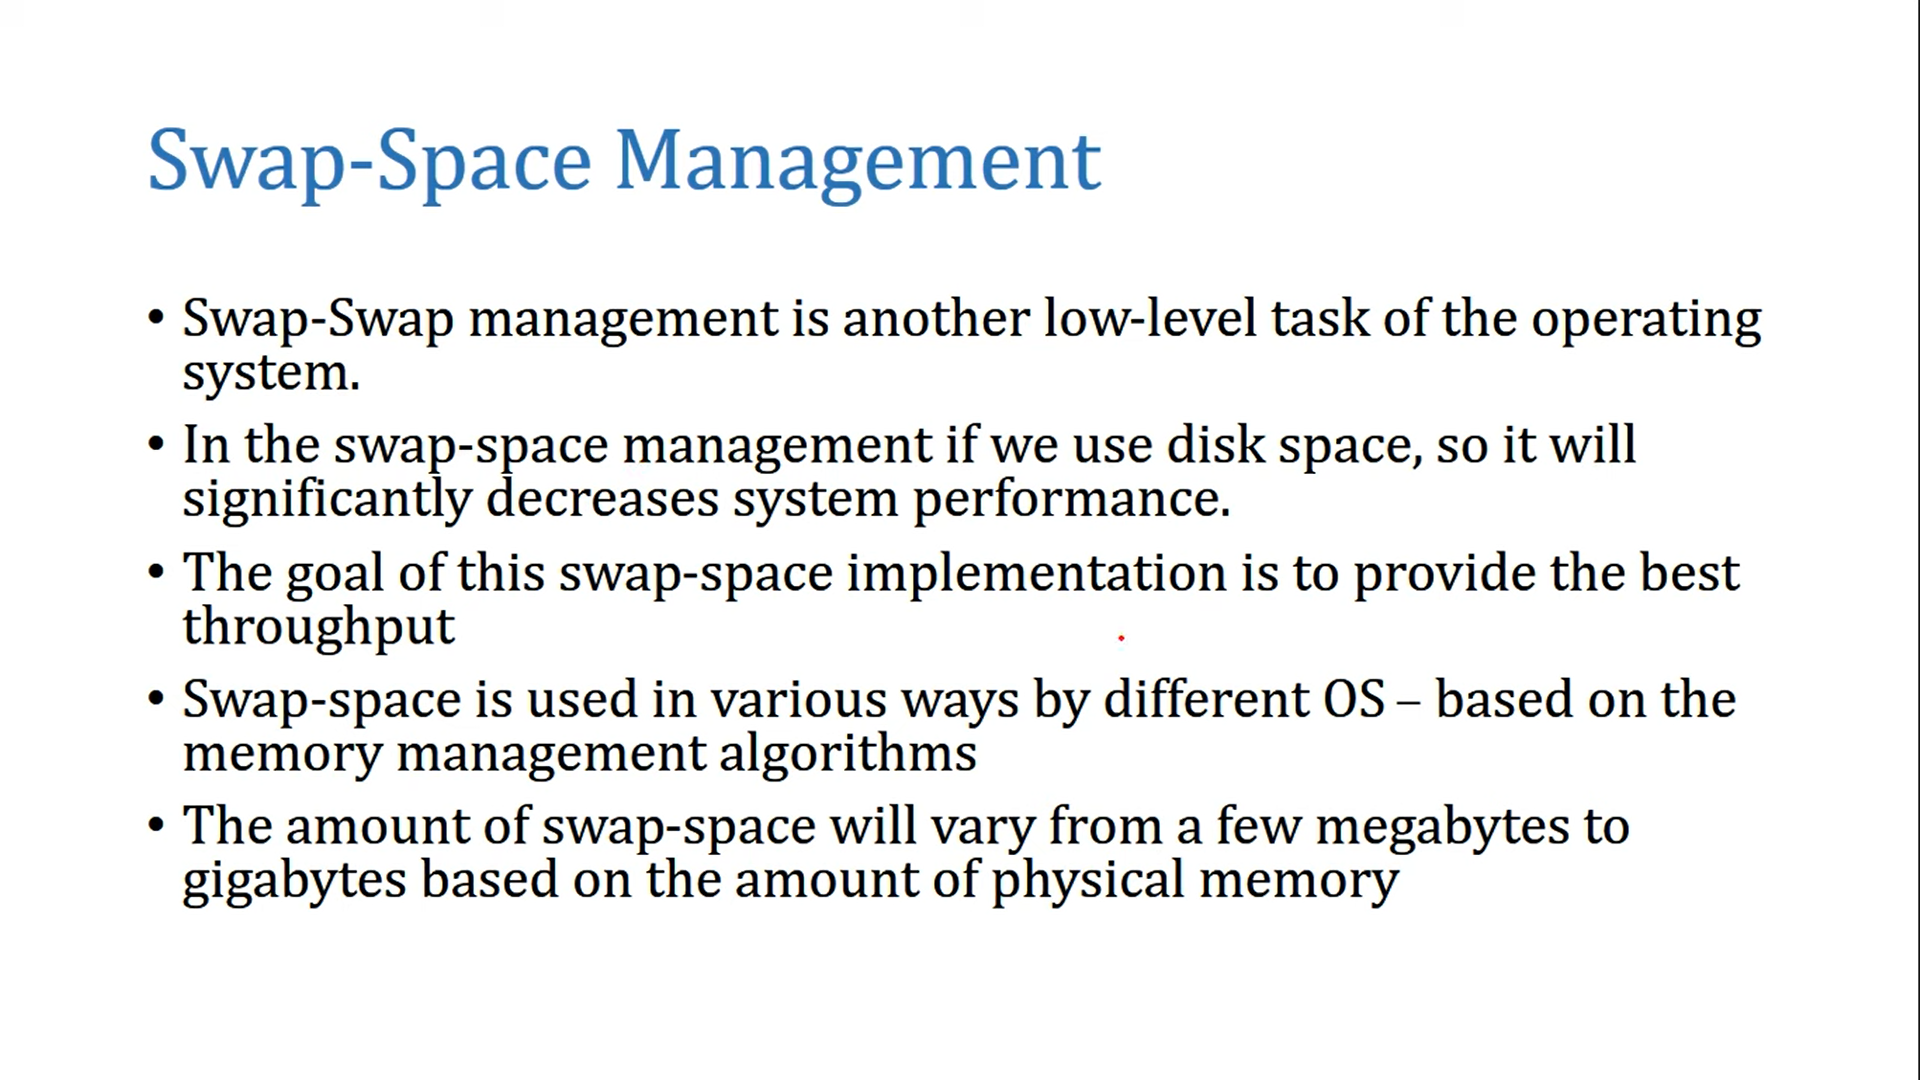 Swap-Space Management
• Swap-Swap management is another low-level task of the operating
system.
• In the swap-space management if we use disk space, so it will
significantly decreases system performance.
• The goal of this swap-space implementation is to provide the best
throughput
• Swap-space is used in various ways by different OS – based on the
memory management algorithms
• The amount of swap-space will vary from a few megabytes to
gigabytes based on the amount of physical memory